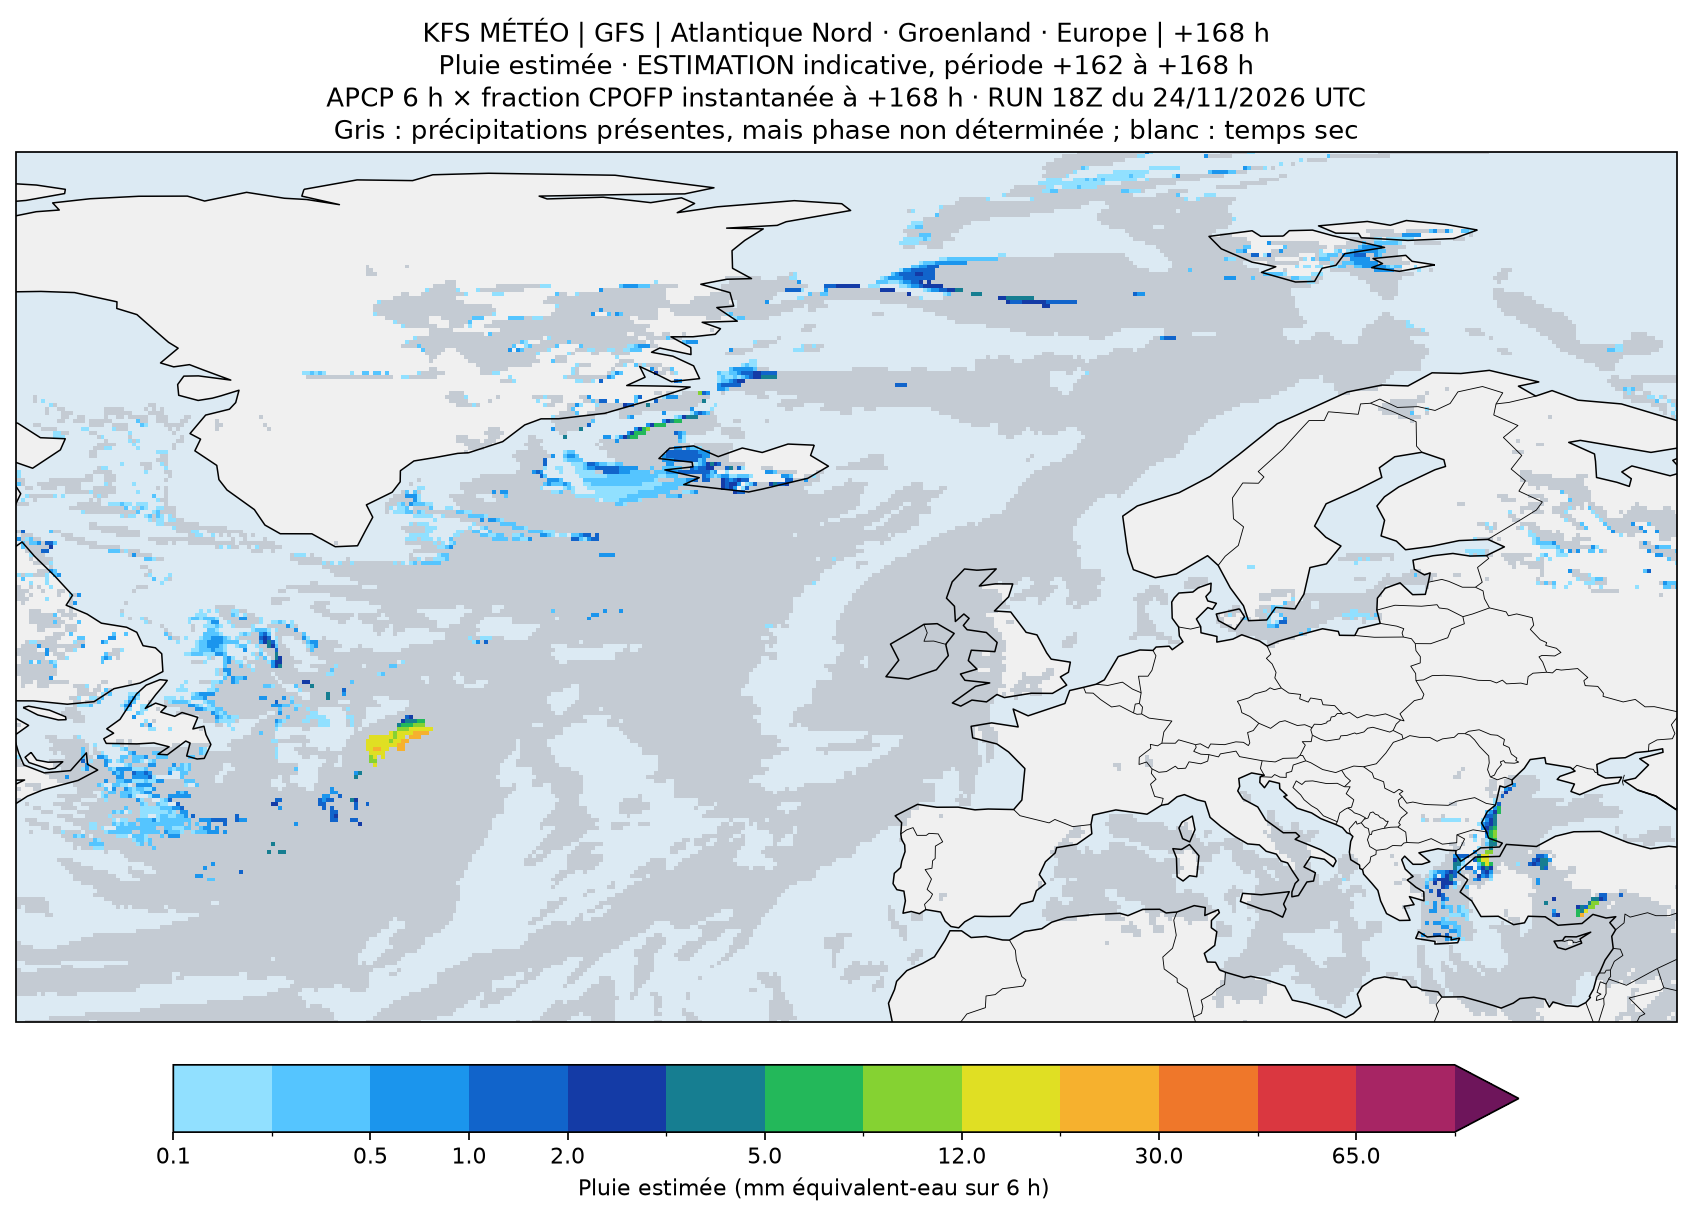 KFS MÉTÉO | GFS | Atlantique Nord · Groenland · Europe | +168 h
Pluie estimée · ESTIMATION indicative, période +162 à +168 h
APCP 6 h × fraction CPOFP instantanée à +168 h · RUN 18Z du 24/11/2026 UTC
Gris : précipitations présentes, mais phase non déterminée ; blanc : temps sec
0.1 0.5 1.0 2.0 5.0 12.0 30.0 65.0
Pluie estimée (mm équivalent-eau sur 6 h)